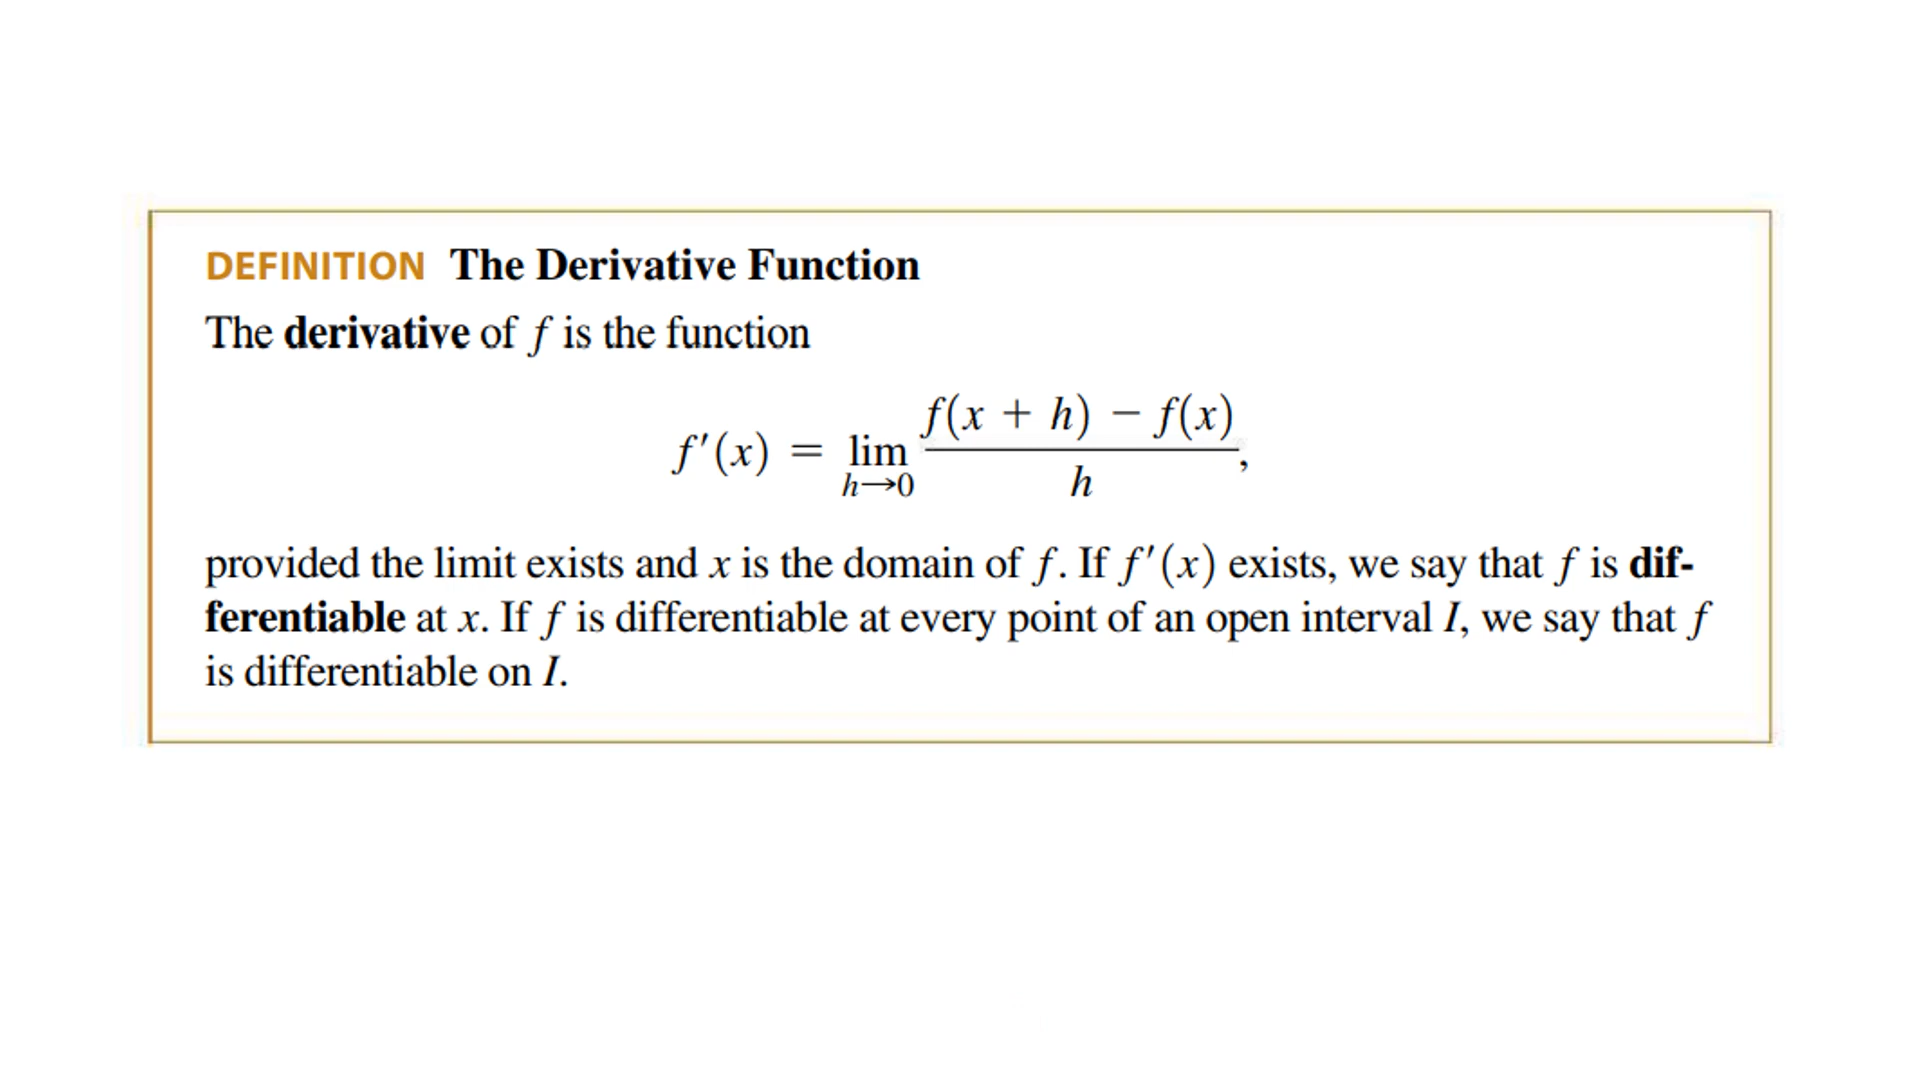 DEFINITION The Derivative Function
The derivative of f is the function
f′(x) = lim h→0 f(x + h) − f(x) / h,
provided the limit exists and x is the domain of f. If f′(x) exists, we say that f is dif-
ferentiable at x. If f is differentiable at every point of an open interval I, we say that f
is differentiable on I.